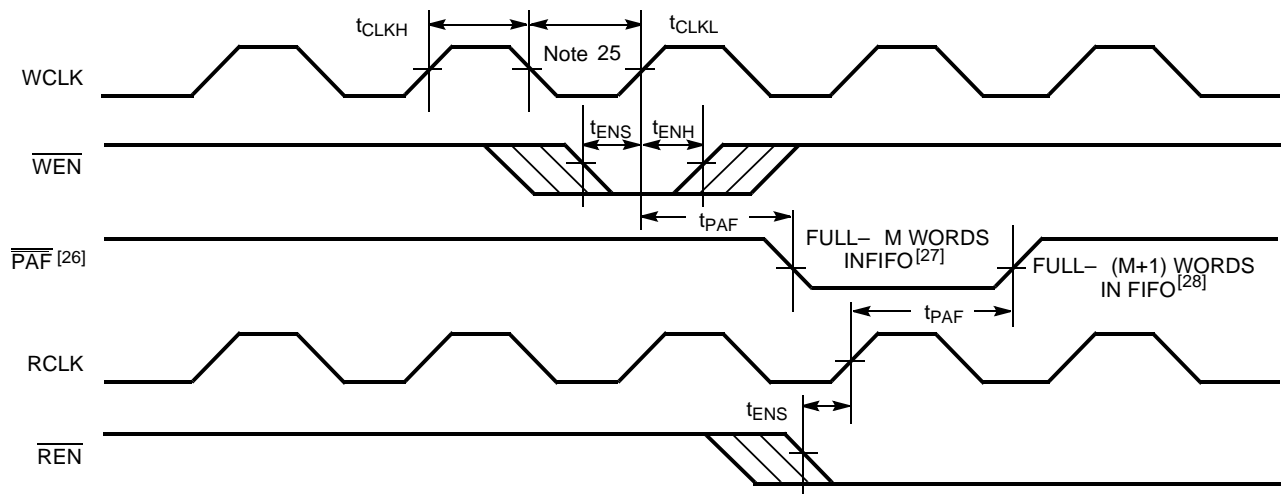 tCLKH
tCLKL
Note 25
WCLK
tENS
tENH
WEN
tPAF
PAF [26]
FULL– M WORDS
INFIFO[27]
FULL– (M+1) WORDS
IN FIFO[28]
tPAF
RCLK
tENS
REN